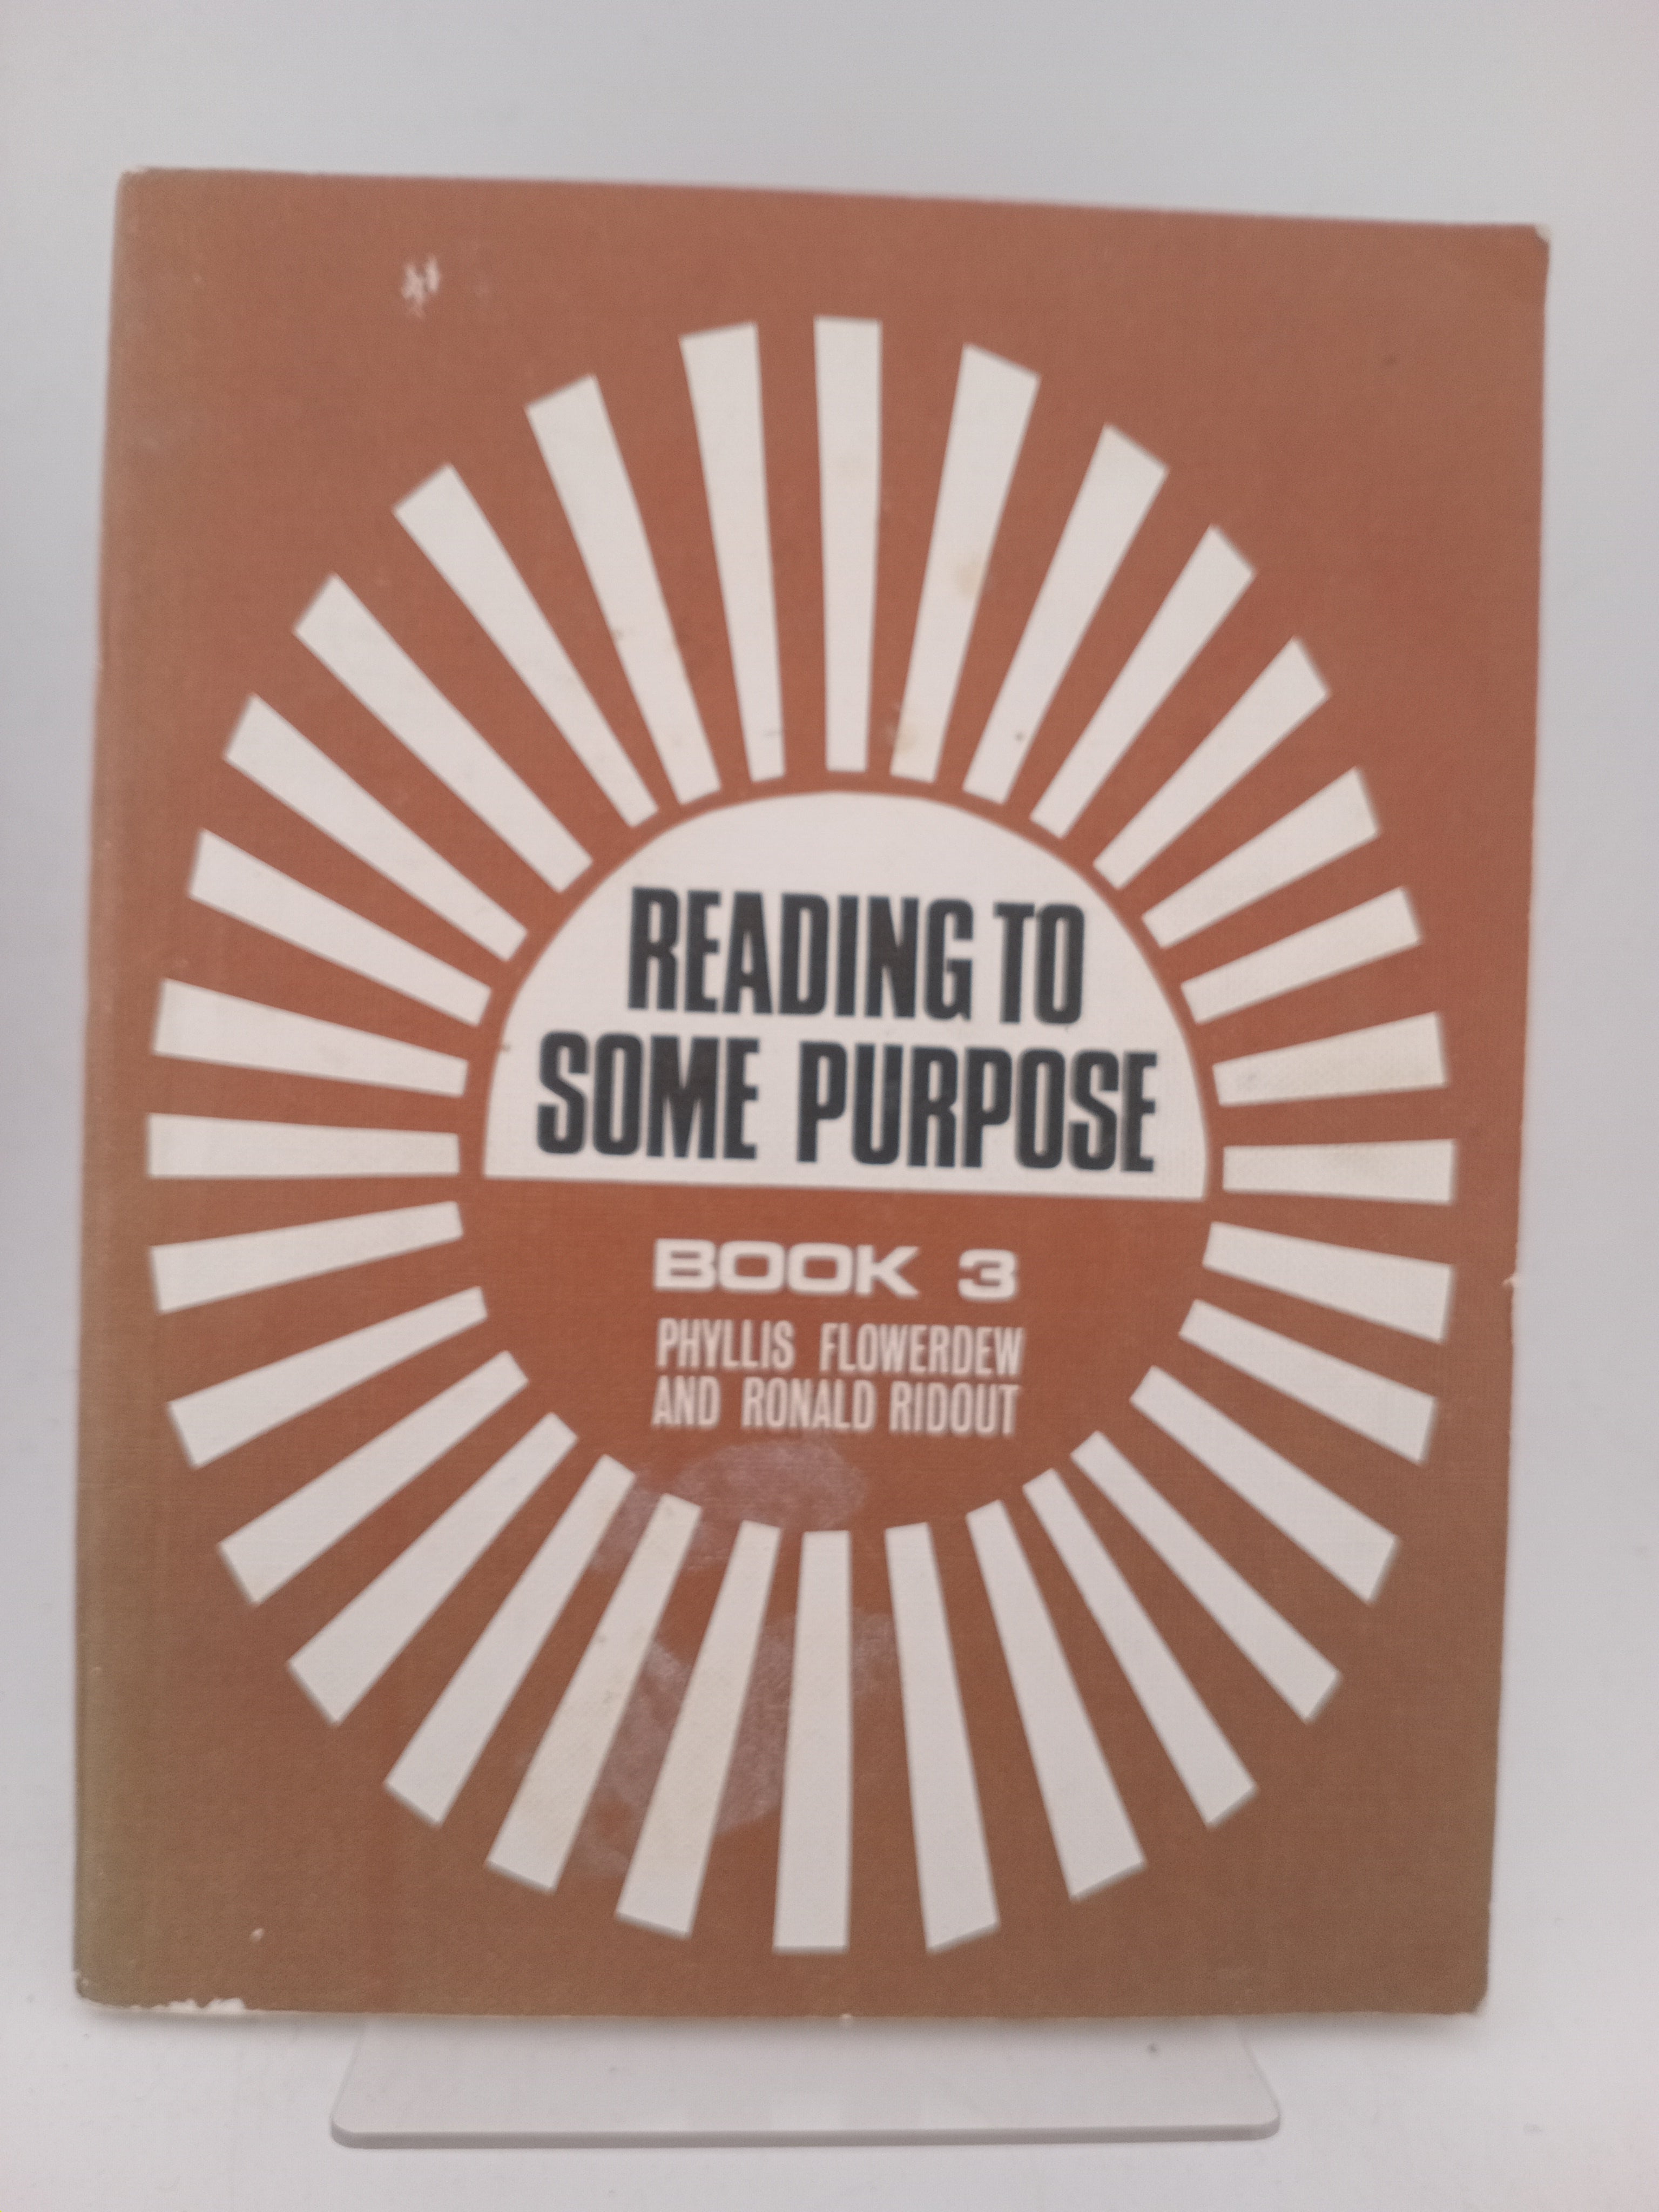 READING TO
SOME PURPOSE
BOOK 3
PHYLLIS FLOWERDEW
AND RONALD RIDOUT